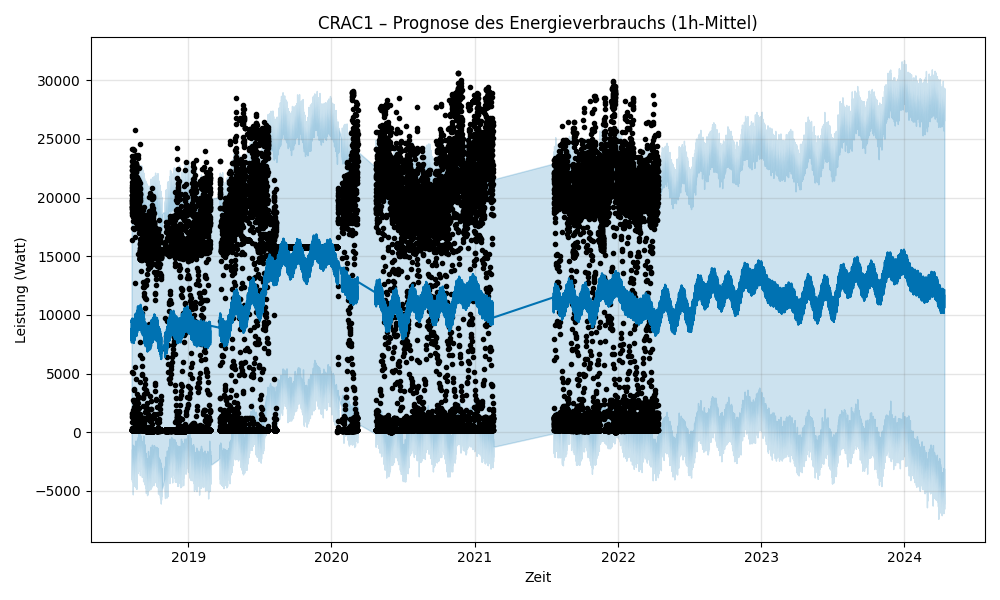 CRAC1 – Prognose des Energieverbrauchs (1h-Mittel)
Leistung (Watt)
30000
25000
20000
15000
10000
5000
0
−5000
2019 2020 2021 2022 2023 2024
Zeit